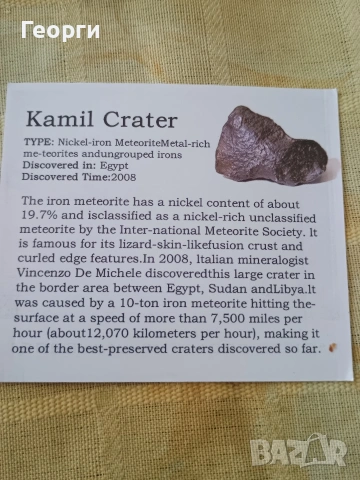 Георги
Kamil Crater
TYPE: Nickel-iron MeteoriteMetal-rich
me-teorites andungrouped irons
Discovered in: Egypt
Discovered Time:2008
The iron meteorite has a nickel content of about
19.7% and isclassified as a nickel-rich unclassified
meteorite by the Inter-national Meteorite Society. lt
is famous for its lizard-skin-likefusion crust and
curled edge features.In 2008, ltalian mineralogist
Vincenzo De Michele discoveredthis large crater in
the border area between Egypt, Sudan andLibya.lt
was caused by a 10-ton iron meteorite hitting the-
surface at a speed of more than 7,500 miles per
hour (about12,070 kilometers per hour), making it
one of the best-preserved craters discovered so far.
BAZAR